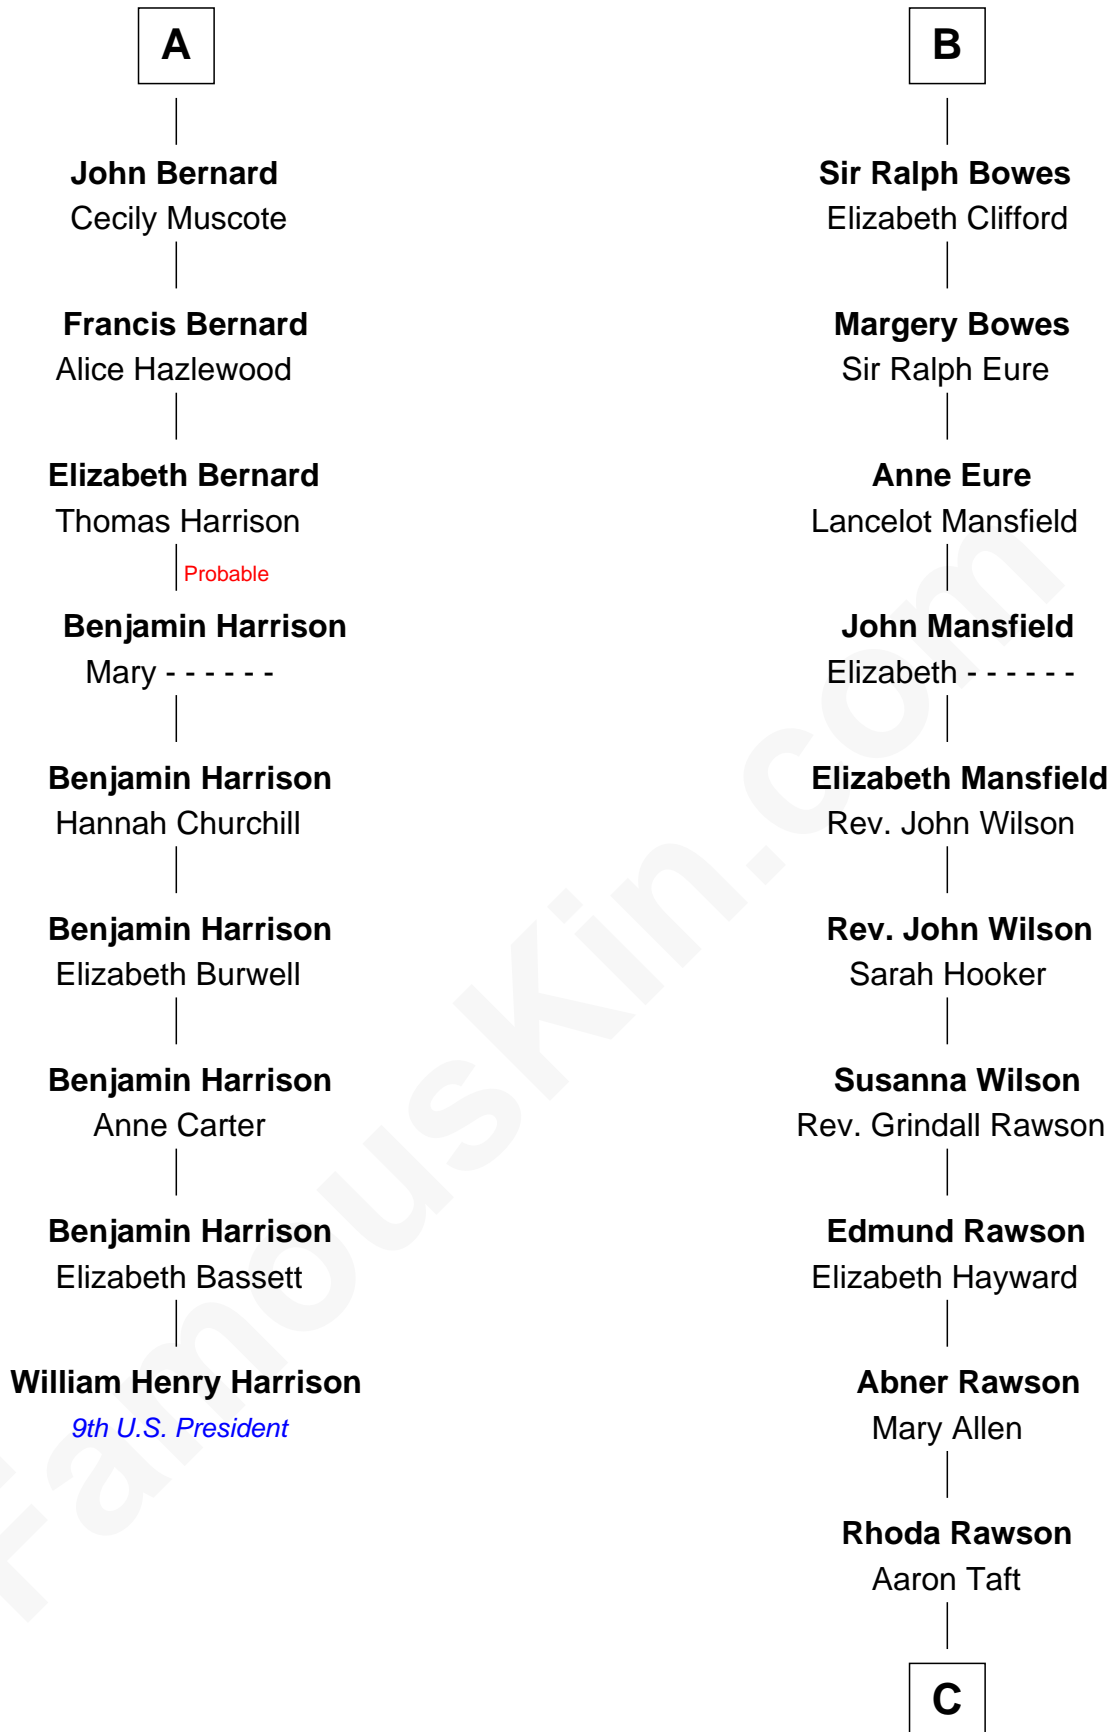 A
John Bernard
Cecily Muscote
Francis Bernard
Alice Hazlewood
Elizabeth Bernard
Thomas Harrison
Probable
Benjamin Harrison
Mary - - - - - -
Benjamin Harrison
Hannah Churchill
Benjamin Harrison
Elizabeth Burwell
Benjamin Harrison
Anne Carter
Benjamin Harrison
Elizabeth Bassett
William Henry Harrison
9th U.S. President
B
Sir Ralph Bowes
Elizabeth Clifford
Margery Bowes
Sir Ralph Eure
Anne Eure
Lancelot Mansfield
John Mansfield
Elizabeth - - - - - -
Elizabeth Mansfield
Rev. John Wilson
Rev. John Wilson
Sarah Hooker
Susanna Wilson
Rev. Grindall Rawson
Edmund Rawson
Elizabeth Hayward
Abner Rawson
Mary Allen
Rhoda Rawson
Aaron Taft
C
FamousKin.com